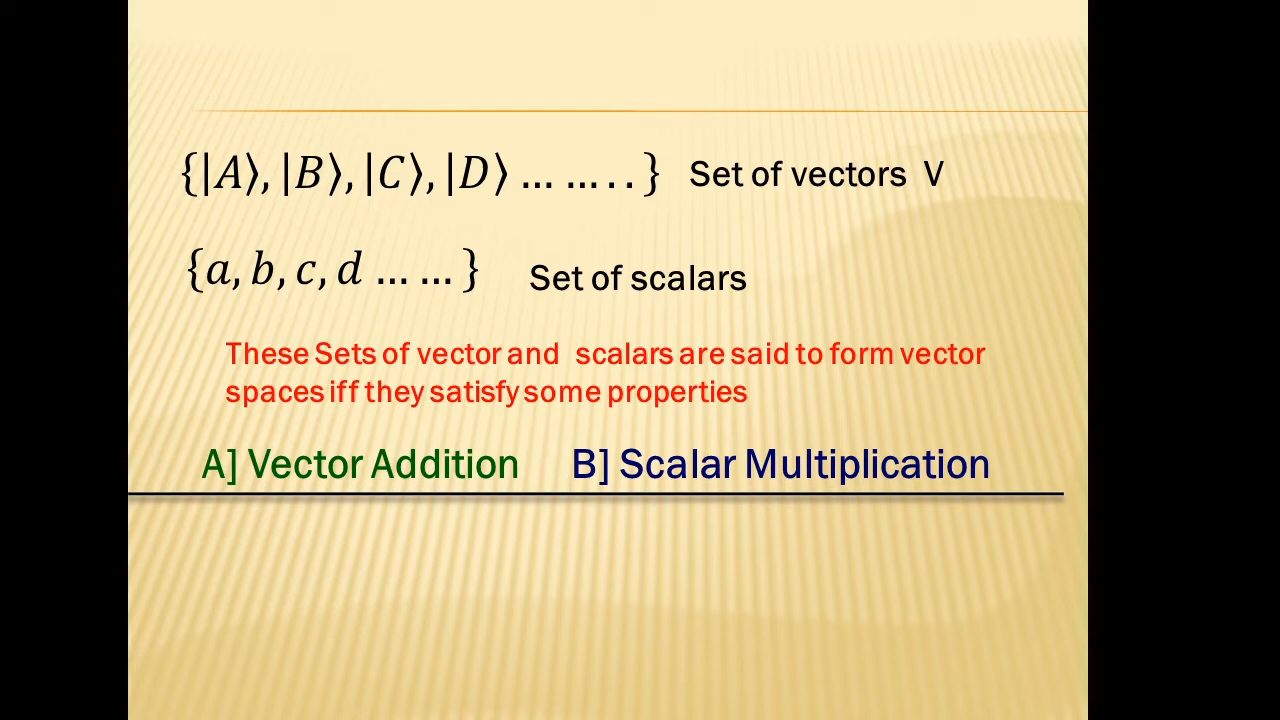 {|A⟩, |B⟩, |C⟩, |D⟩ … … . . } Set of vectors V
{a, b, c, d … … } Set of scalars
These Sets of vector and scalars are said to form vector
spaces iff they satisfy some properties
A] Vector Addition B] Scalar Multiplication